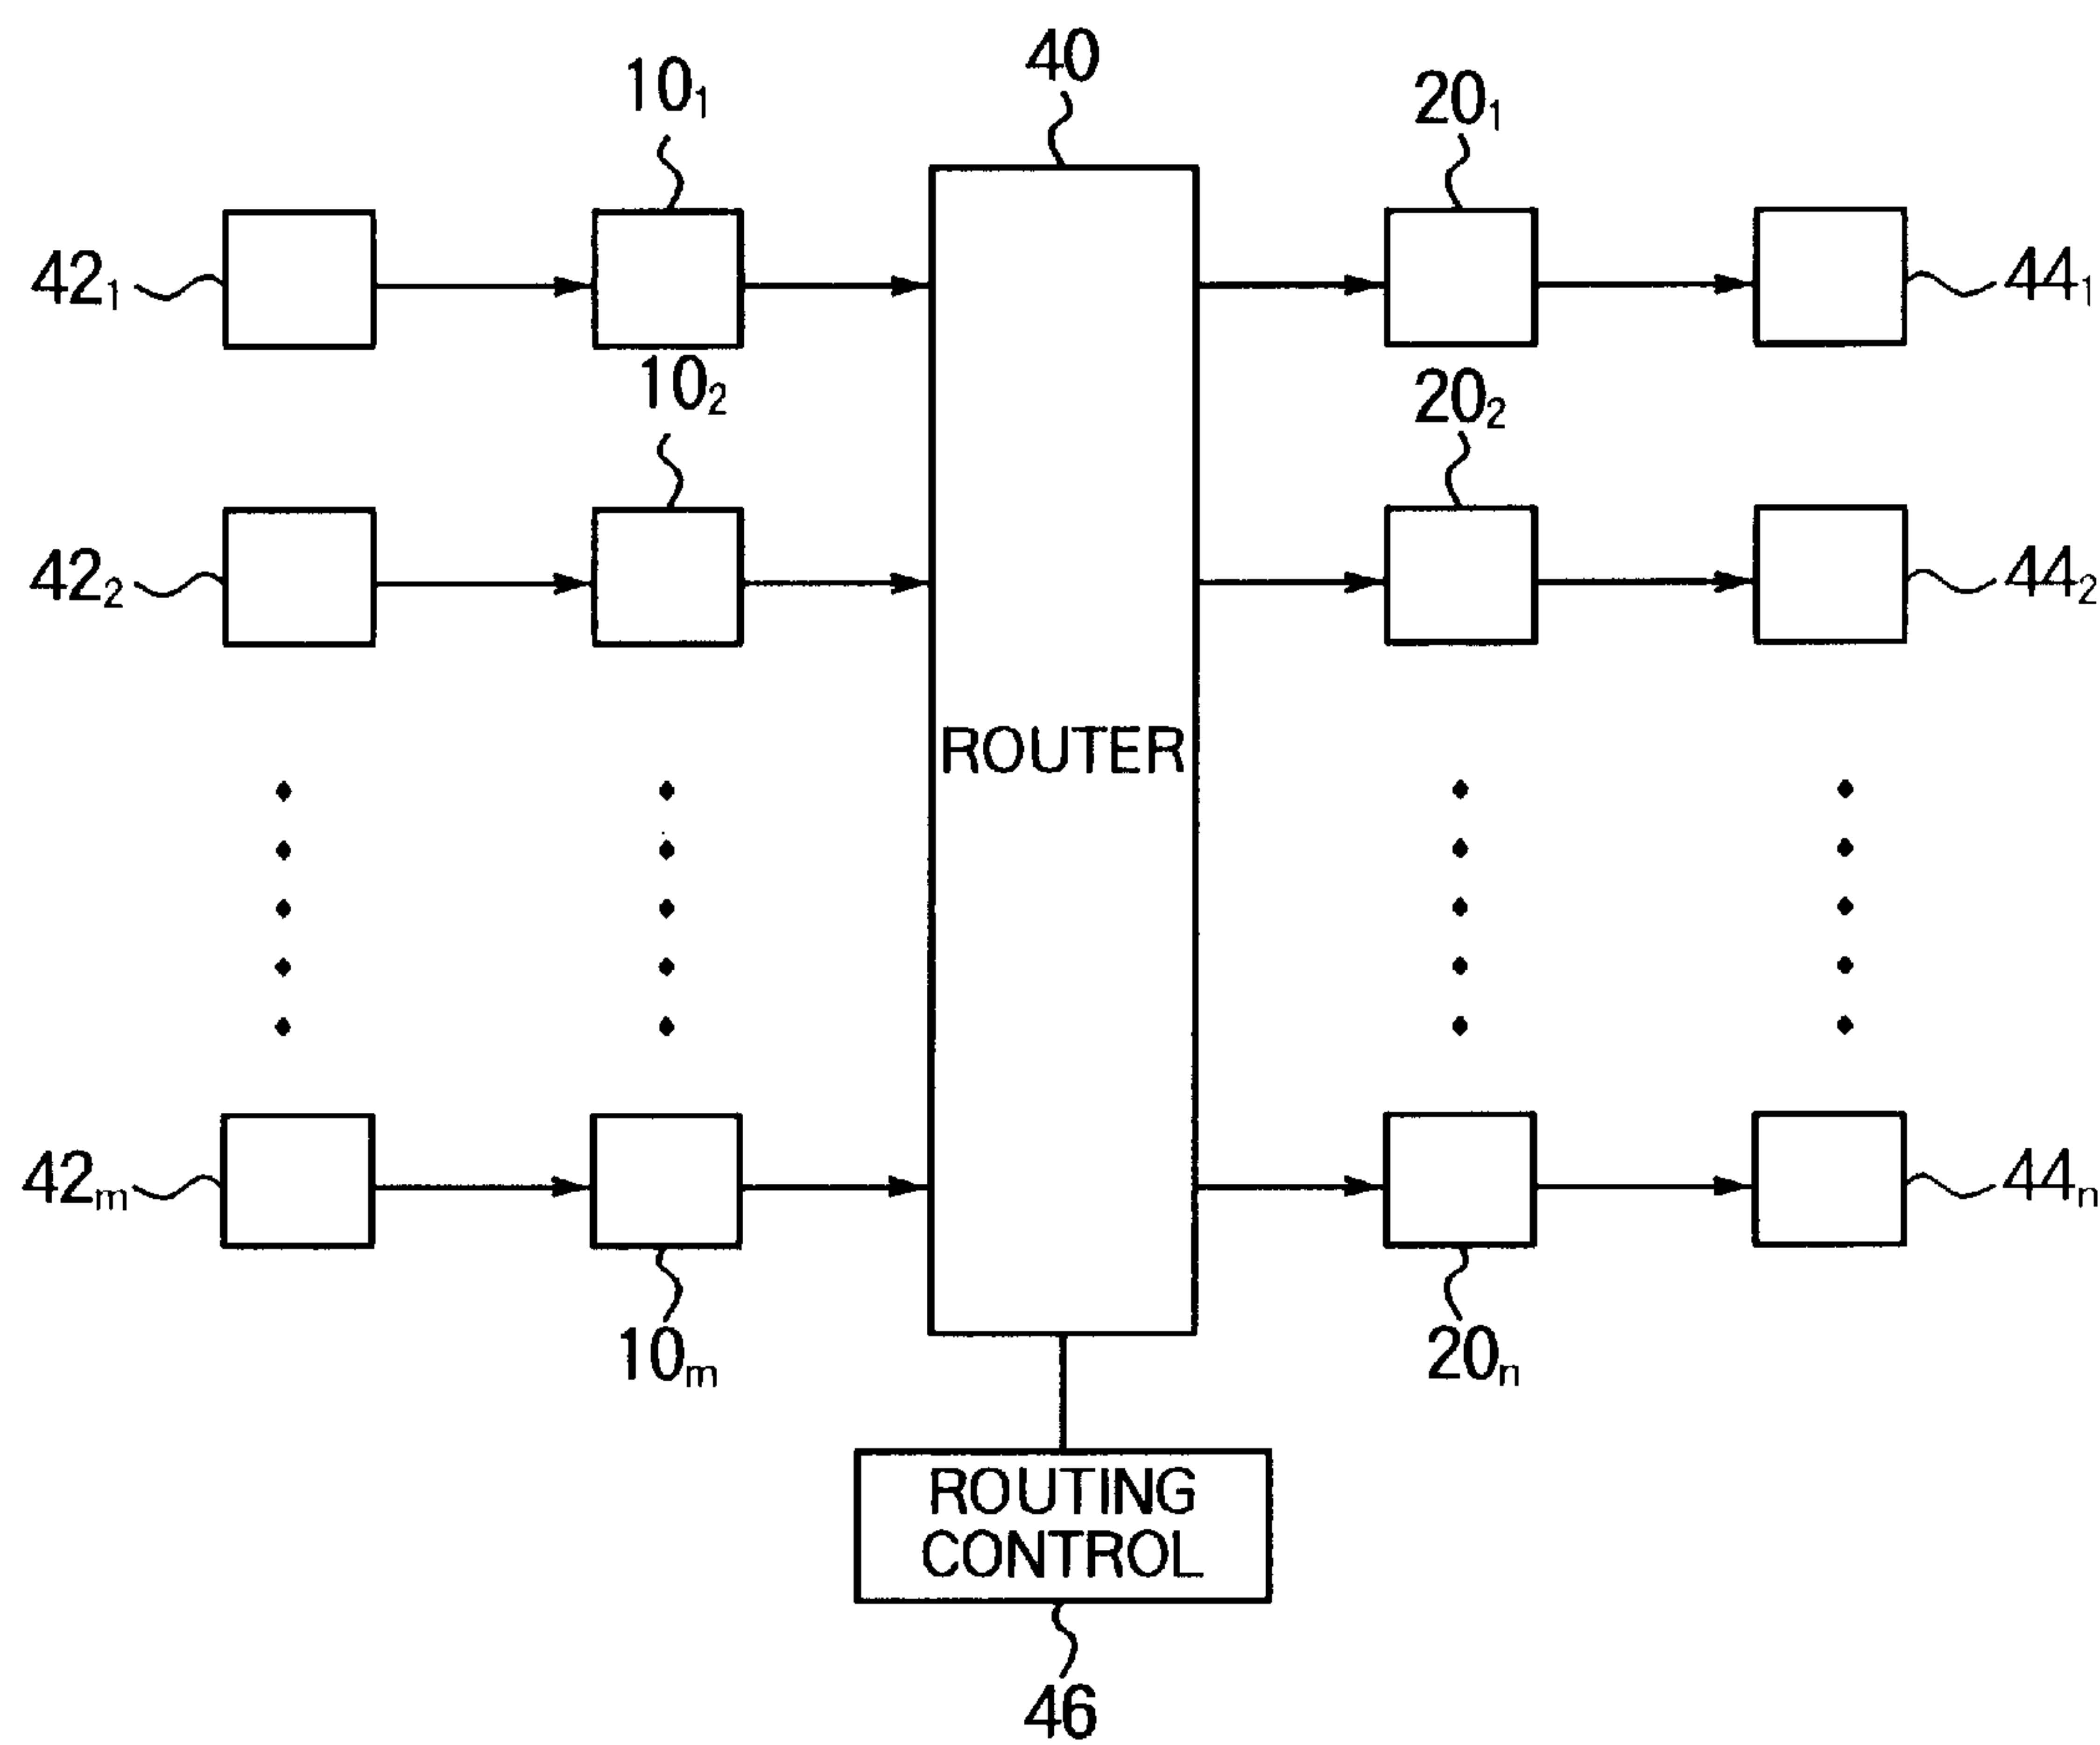 40
10₁
20₁
42₁
44₁
10₂
20₂
42₂
44₂
ROUTER
42ₘ
44ₙ
10ₘ
20ₙ
ROUTING
CONTROL
46